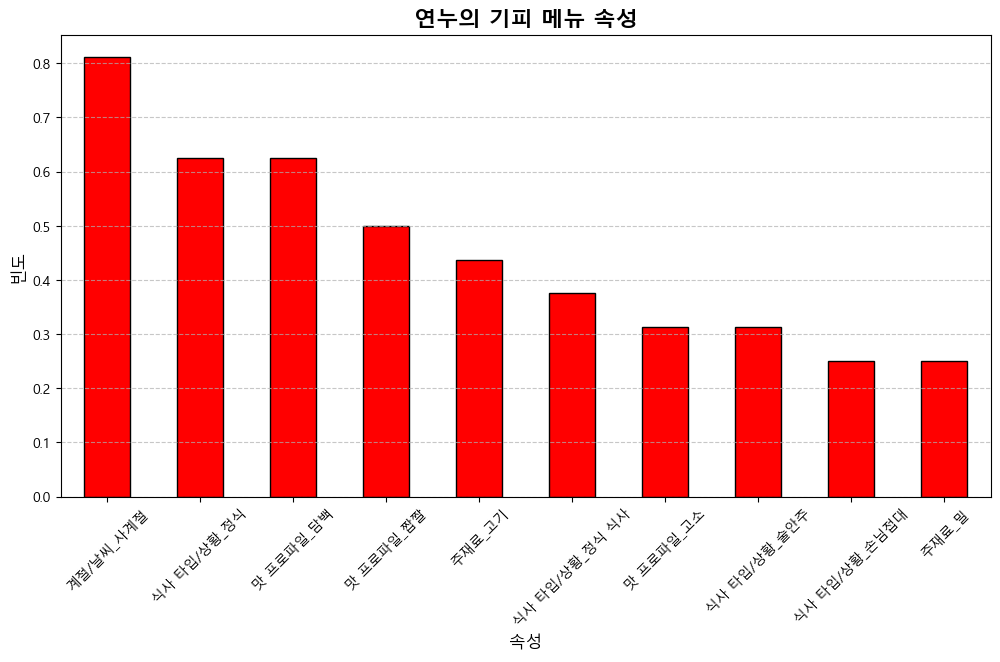 연누의 기피 메뉴 속성
빈도
0.8
0.7
0.6
0.5
0.4
0.3
0.2
0.1
0.0
계절/날씨_사계절
식사 타입/상황_정식
맛 프로파일_담백
맛 프로파일_짭짤
주재료_고기
식사 타입/상황_정식 식사
맛 프로파일_고소
식사 타입/상황_술안주
식사 타입/상황_손님접대
주재료_밀
속성